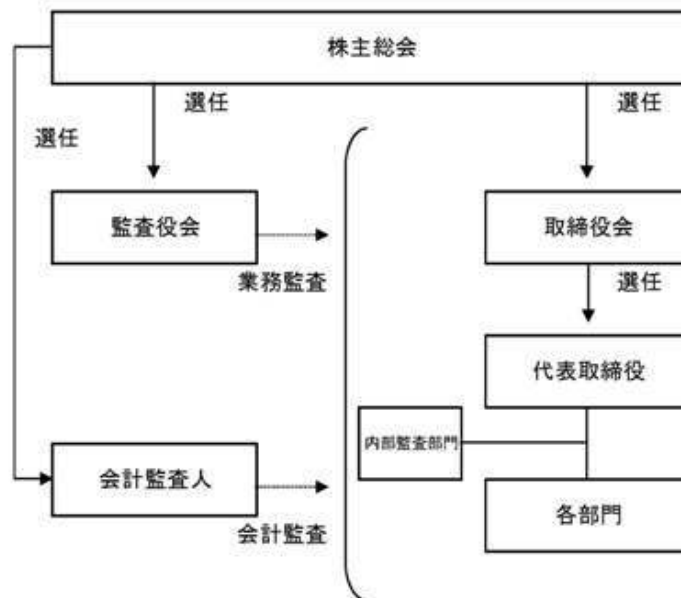 株主総会
選任
選任
選任
監査役会
取締役会
業務監査
選任
代表取締役
内部監査部門
会計監査人
各部門
会計監査